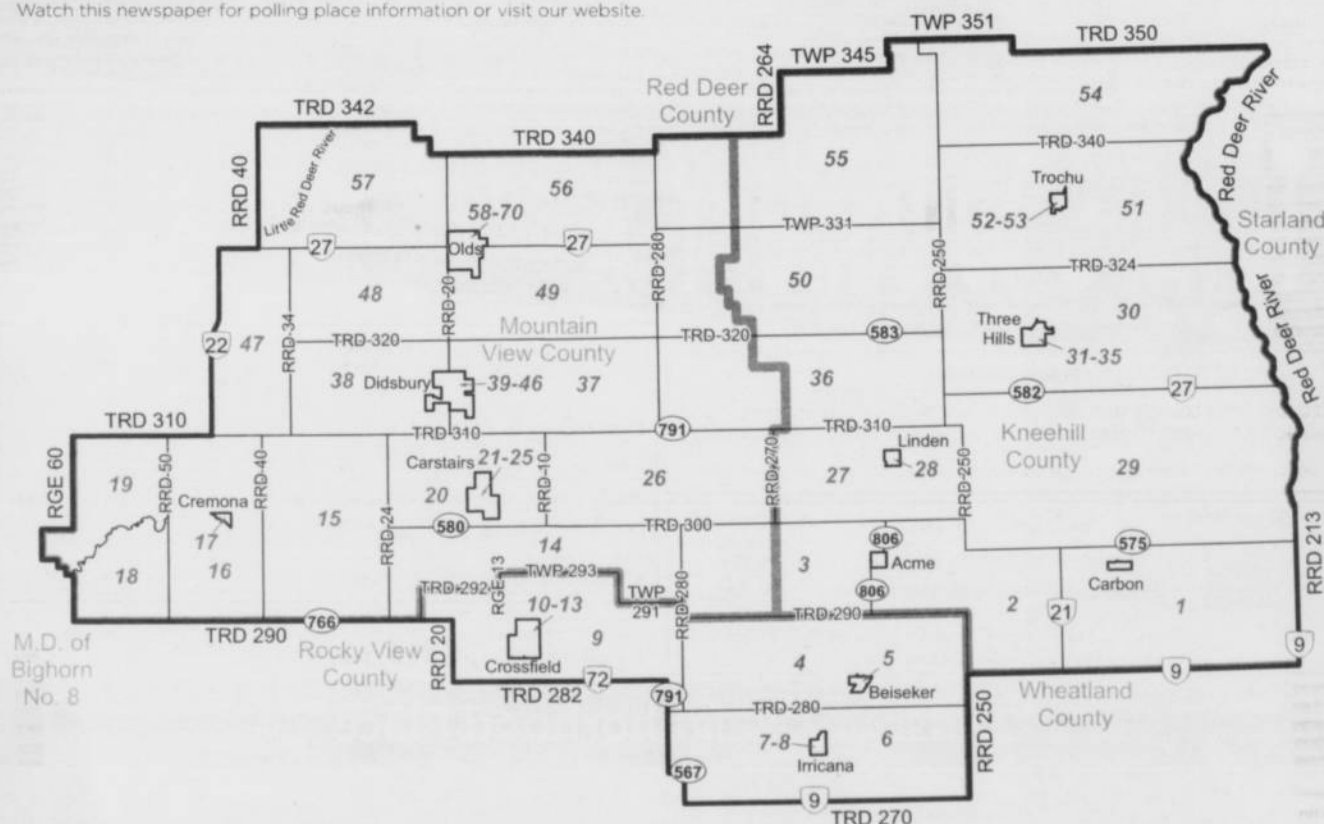 Watch this newspaper for polling place information or visit our website.
TWP 351
TRD 350
TWP 345
RRD 264
Red Deer
County
54
TRD 342
TRD 340
Red Deer River
55
TRD-340
RRD 40
Little Red Deer River
57
56
Trochu
58-70
52-53
51
Starland
County
TWP-331
27
Olds
27
RRD-280
RRD-250
TRD-324
50
48
49
30
RRD-20
Mountain
View County
Three
Hills
22
47
RRD-34
TRD-320
TRD-320
583
31-35
Red Deer River
38
Didsbury
39-46
37
36
582
27
TRD 310
TRD-310
791
TRD-310
Linden
Kneehill
County
RGE 60
19
RRD-50
RRD-40
Carstairs
21-25
RRD-10
RRD-270
28
RRD-250
29
Cremona
20
26
27
15
RRD-24
17
580
TRD-300
806
575
RRD 213
14
18
16
3
Acme
Carbon
RGE 13
TWP-293
TRD-292
TWP
291
RRD-280
806
2
21
1
10-13
TRD-290
TRD 290
766
9
M.D. of
Bighorn
No. 8
Rocky View
County
RRD 20
4
5
9
9
Crossfield
72
Beiseker
Wheatland
County
TRD 282
791
TRD-280
RRD 250
7-8
6
Irricana
567
9
TRD 270